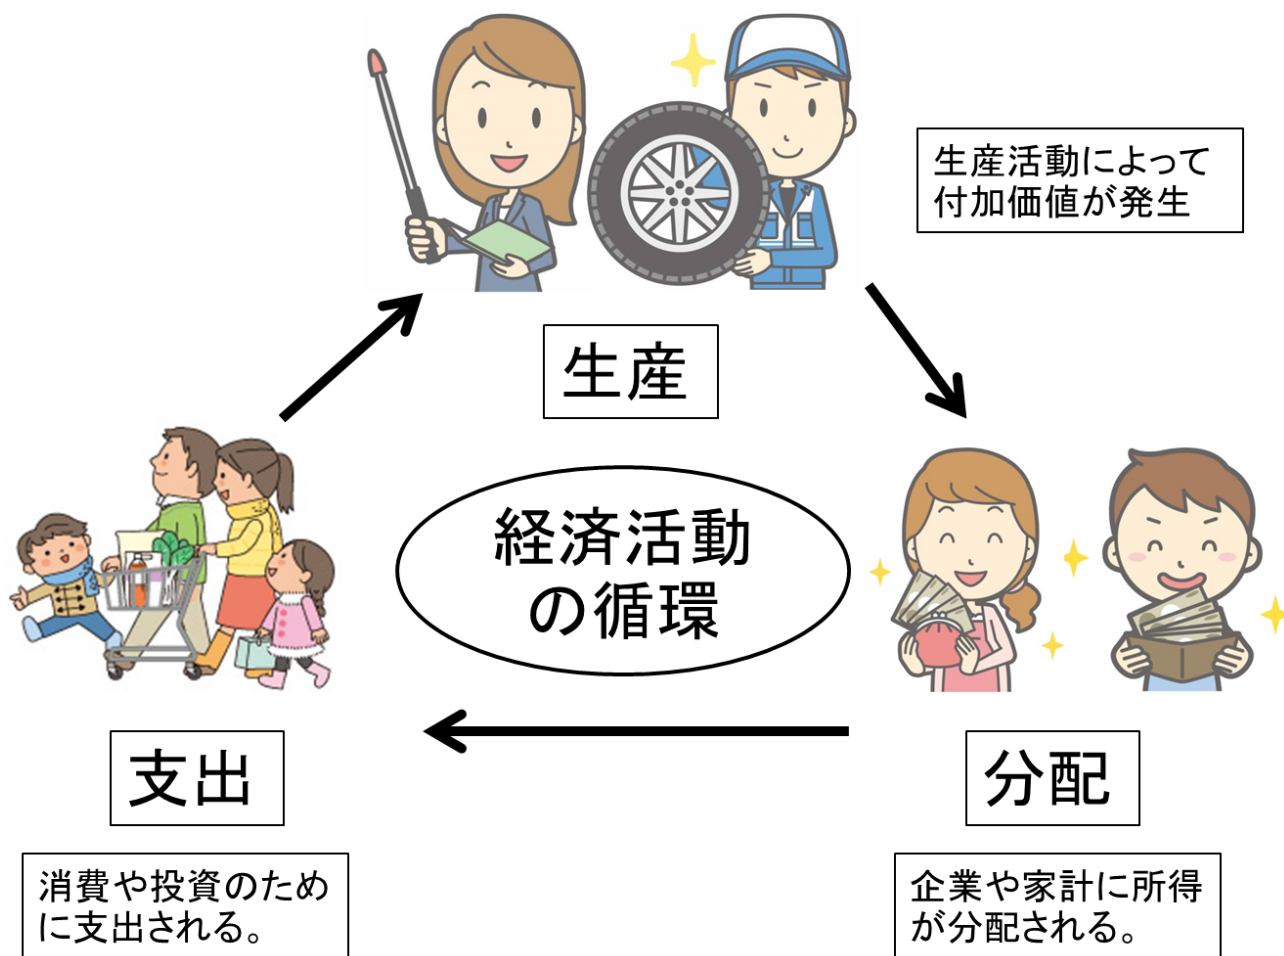 生産活動によって
付加価値が発生
生産
経済活動
の循環
支出
分配
消費や投資のため
に支出される。
企業や家計に所得
が分配される。